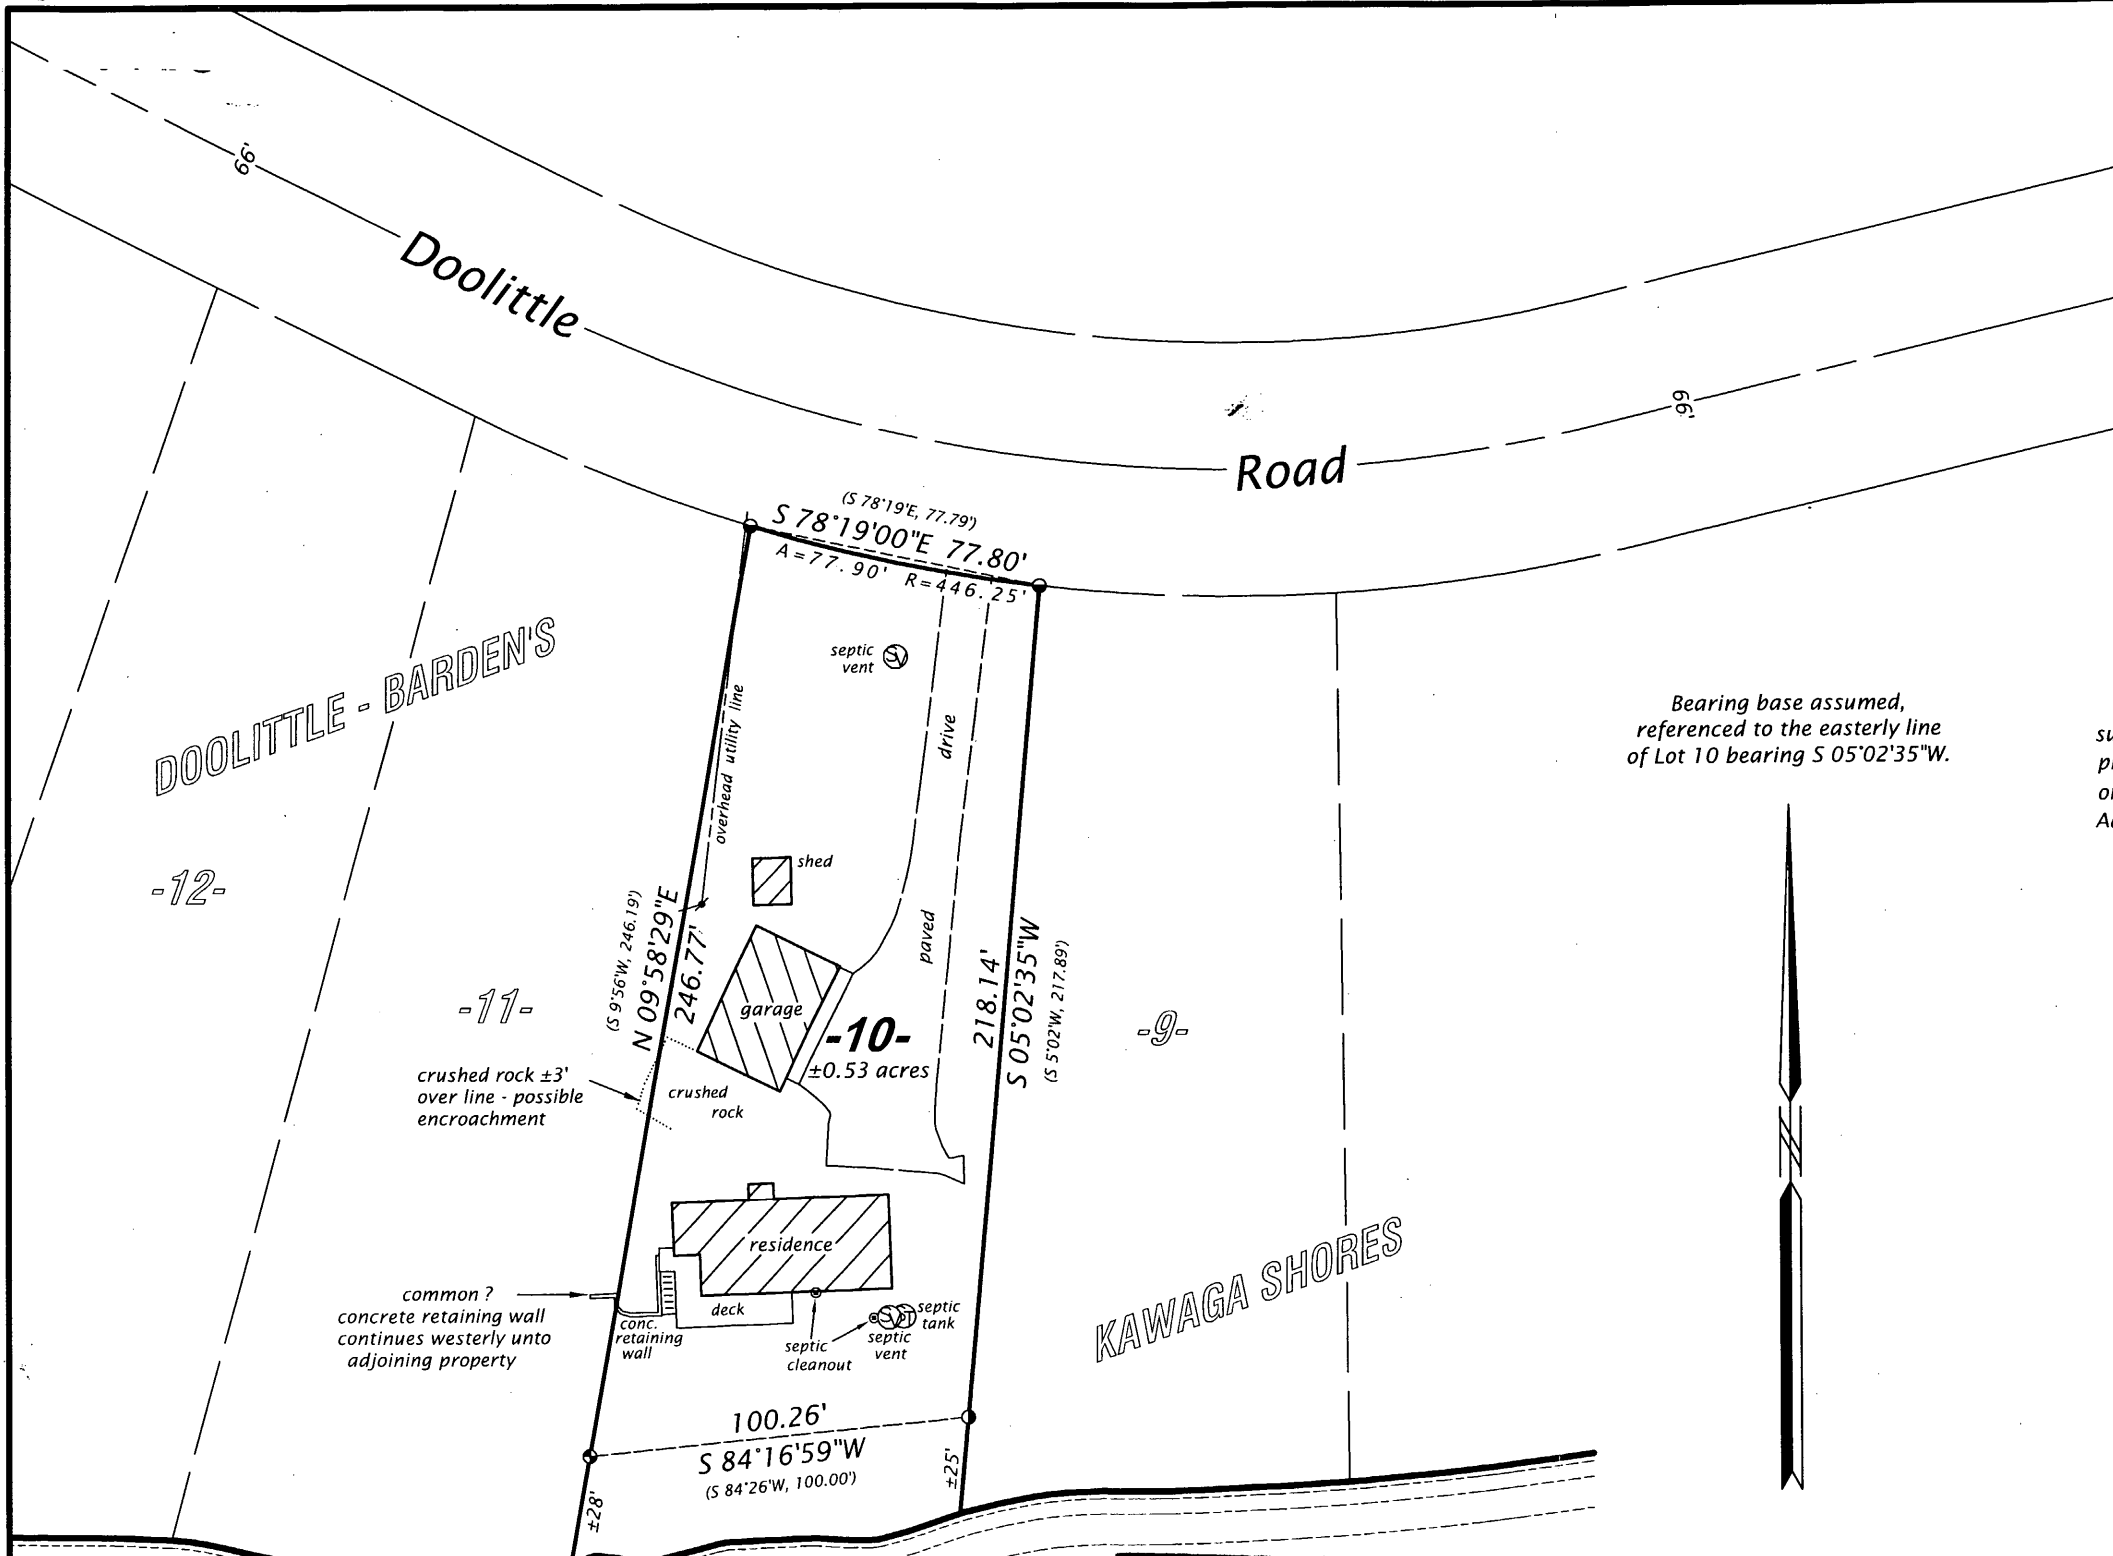 66'
Doolittle
Road
66'
(S 78°19'E, 77.79')
S 78°19'00"E 77.80'
A=77.90' R=446.25'
septic
vent
SV
overhead utility line
drive
paved
shed
DOOLITTLE - BARDEN'S
-12-
-11-
(S 9°56'W, 246.19')
N 09°58'29"E
246.77'
garage
-10-
±0.53 acres
218.14'
S 05°02'35"W
(S 5°02'W, 217.89')
-9-
Bearing base assumed,
referenced to the easterly line
of Lot 10 bearing S 05°02'35"W.
N
crushed rock ±3'
over line - possible
encroachment
crushed
rock
residence
KAWAGA SHORES
common ?
concrete retaining wall
continues westerly unto
adjoining property
conc.
retaining
wall
deck
septic
cleanout
SV
ST
septic
vent
septic
tank
100.26'
S 84°16'59"W
(S 84°26'W, 100.00')
±28'
±25'